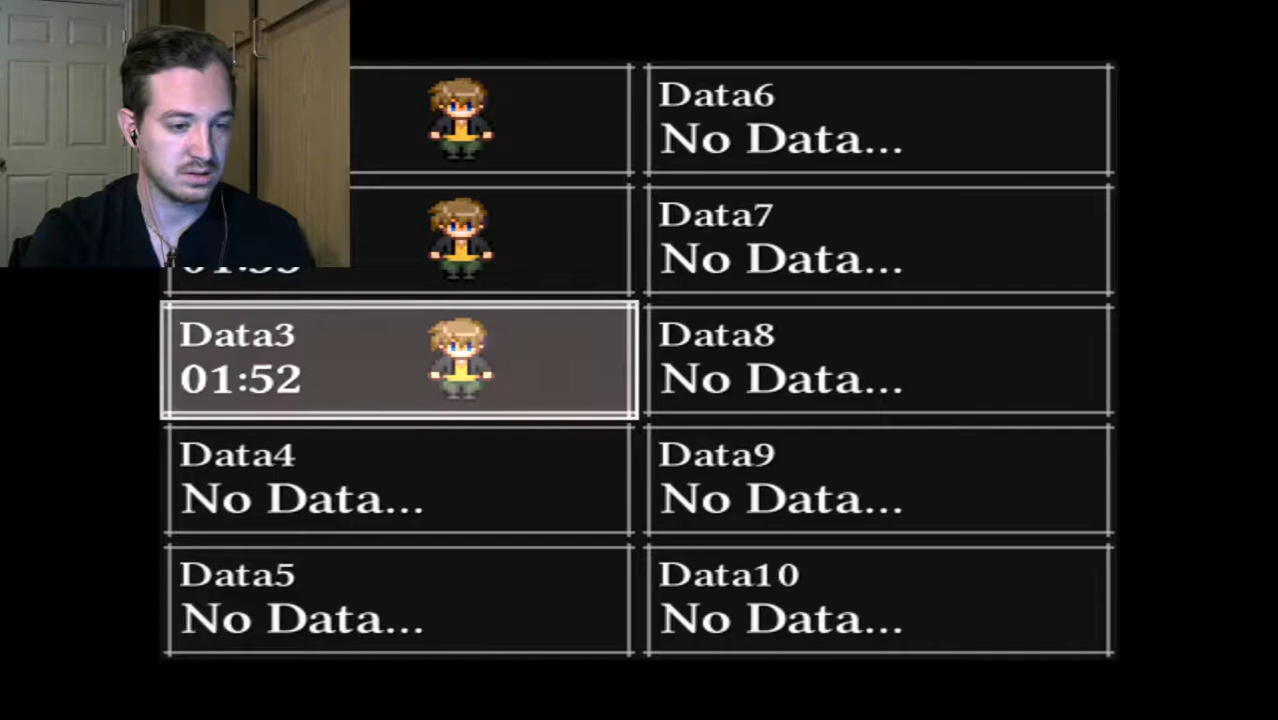 Data3
01:52
Data4
No Data...
Data5
No Data...
Data6
No Data...
Data7
No Data...
Data8
No Data...
Data9
No Data...
Data10
No Data...